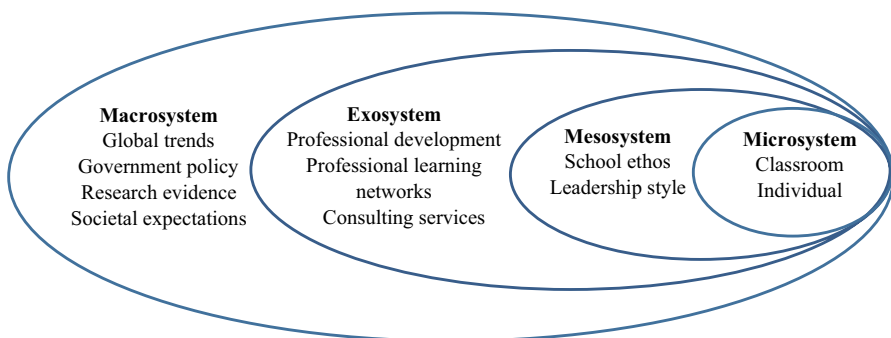 Macrosystem
Global trends
Government policy
Research evidence
Societal expectations
Exosystem
Professional development
Professional learning
networks
Consulting services
Mesosystem
School ethos
Leadership style
Microsystem
Classroom
Individual